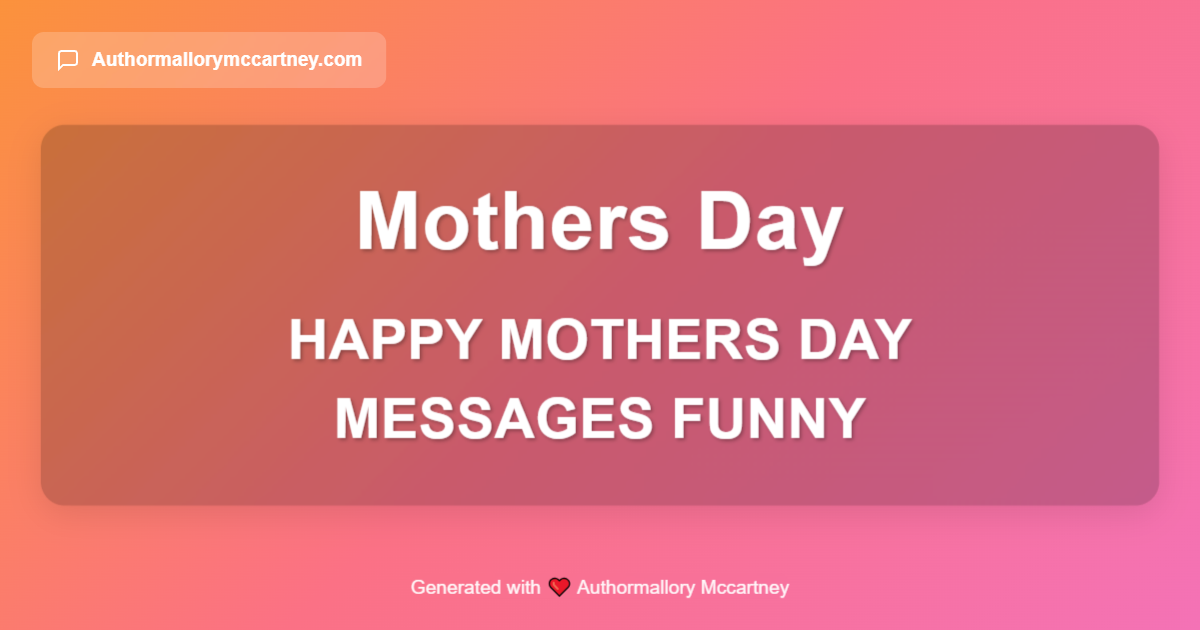 Authormallorymccartney.com
Mothers Day
HAPPY MOTHERS DAY
MESSAGES FUNNY
Generated with ❤️ Authormallory Mccartney